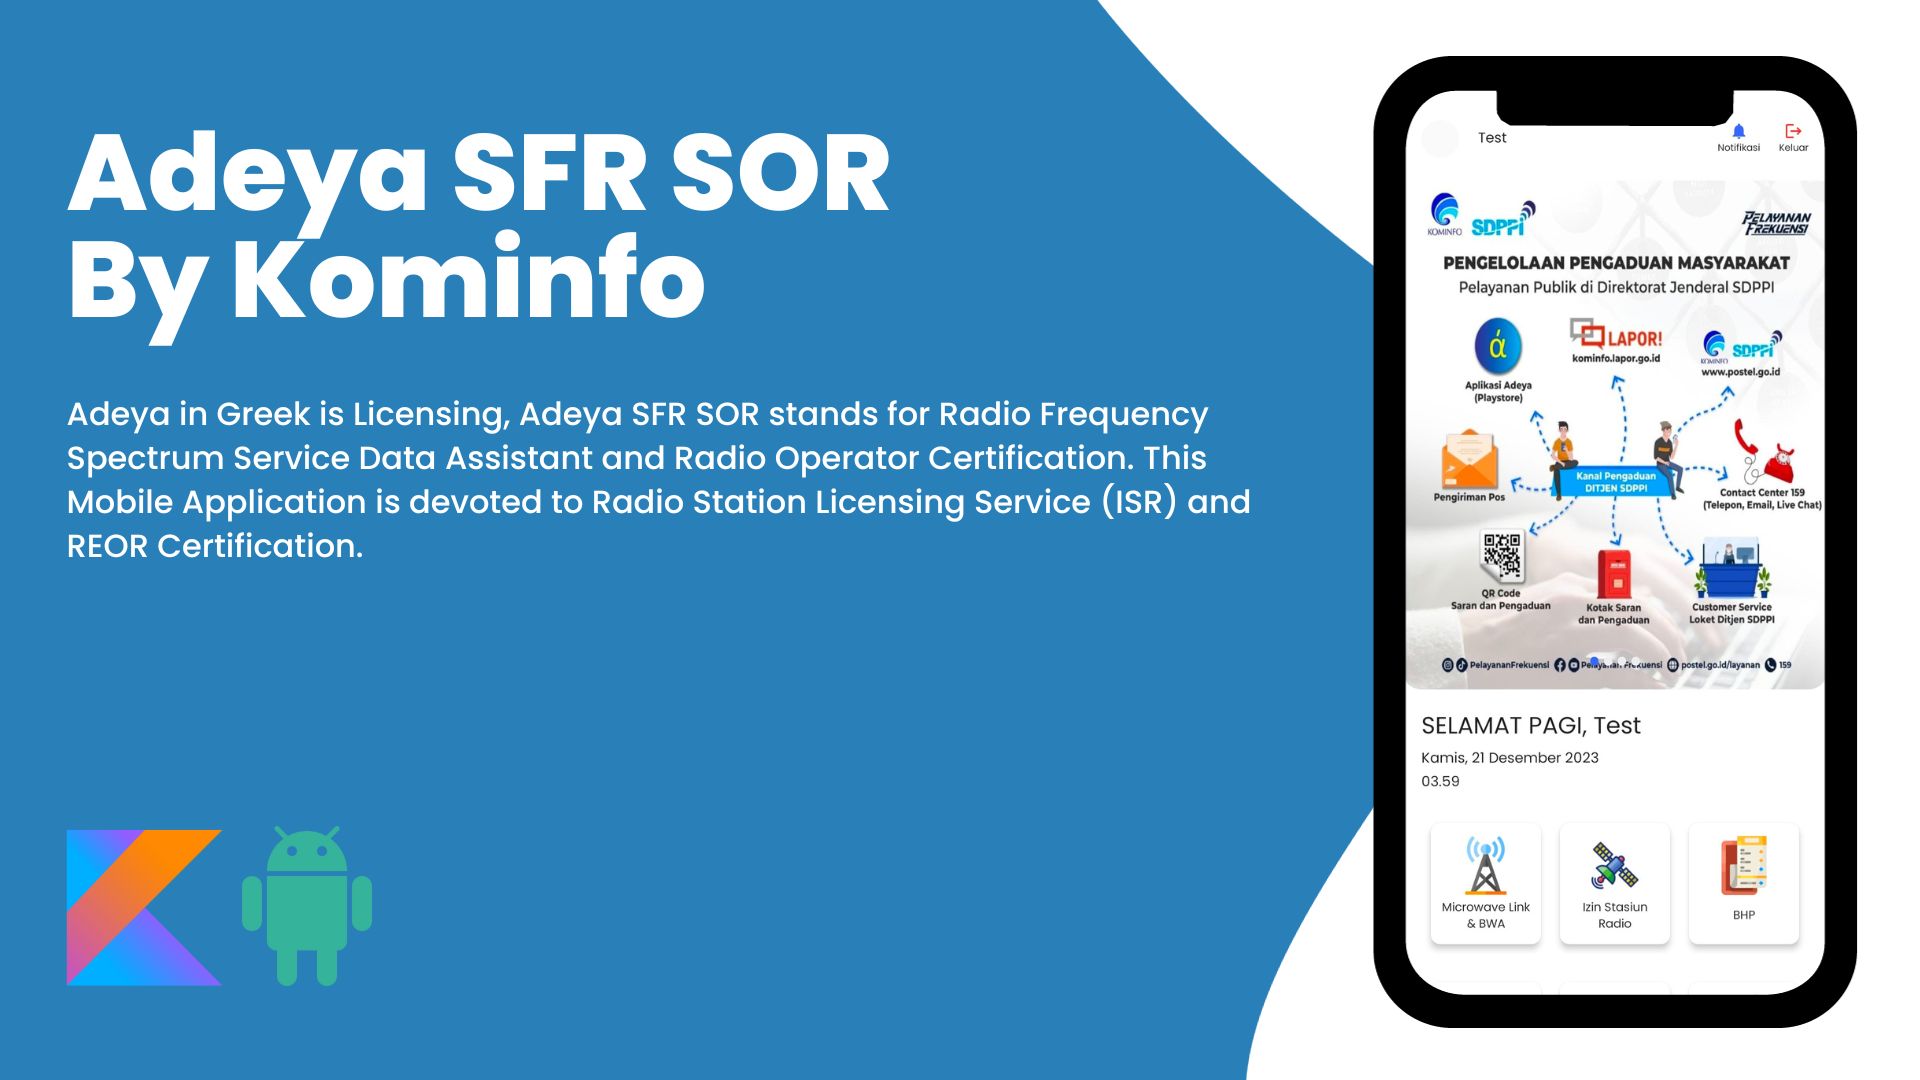 Adeya SFR SOR
By Kominfo
Adeya in Greek is Licensing, Adeya SFR SOR stands for Radio Frequency
Spectrum Service Data Assistant and Radio Operator Certification. This
Mobile Application is devoted to Radio Station Licensing Service (ISR) and
REOR Certification.
Test
Notifikasi
Keluar
KOMINFO
SDPPI
PELAYANAN
FREKUENSI
PENGELOLAAN PENGADUAN MASYARAKAT
Pelayanan Publik di Direktorat Jenderal SDPPI
ά
Aplikasi Adeya
(Playstore)
LAPOR!
kominfo.lapor.go.id
KOMINFO
SDPPI
www.postel.go.id
Pengiriman Pos
Kanal Pengaduan
DITJEN SDPPI
Contact Center 159
(Telepon, Email, Live Chat)
QR Code
Saran dan Pengaduan
Kotak Saran
dan Pengaduan
Customer Service
Loket Ditjen SDPPI
PelayananFrekuensi
Pelayanan Frekuensi
postel.go.id/layanan
159
SELAMAT PAGI, Test
Kamis, 21 Desember 2023
03.59
Microwave Link
& BWA
Izin Stasiun
Radio
BHP